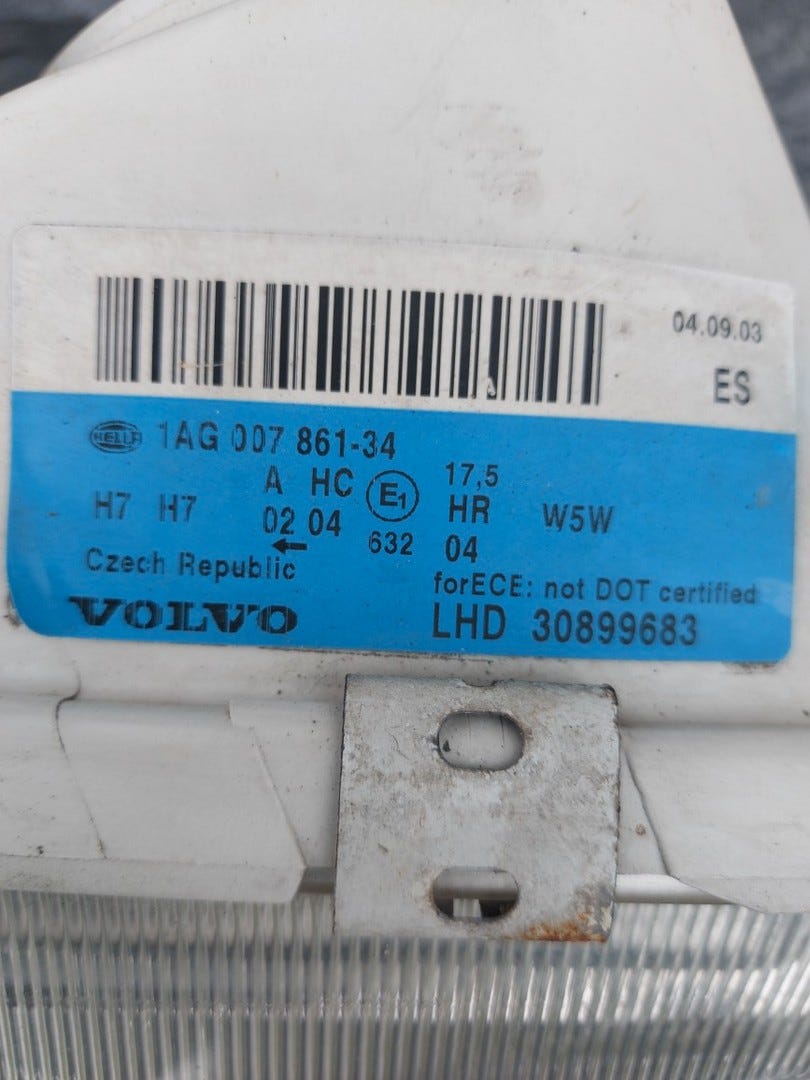 04.09.03
ES
HELLA 1AG 007 861-34
A HC E1 17,5
H7 H7 HR W5W
02 04 632 04
←
Czech Republic
forECE: not DOT certified
VOLVO LHD 30899683